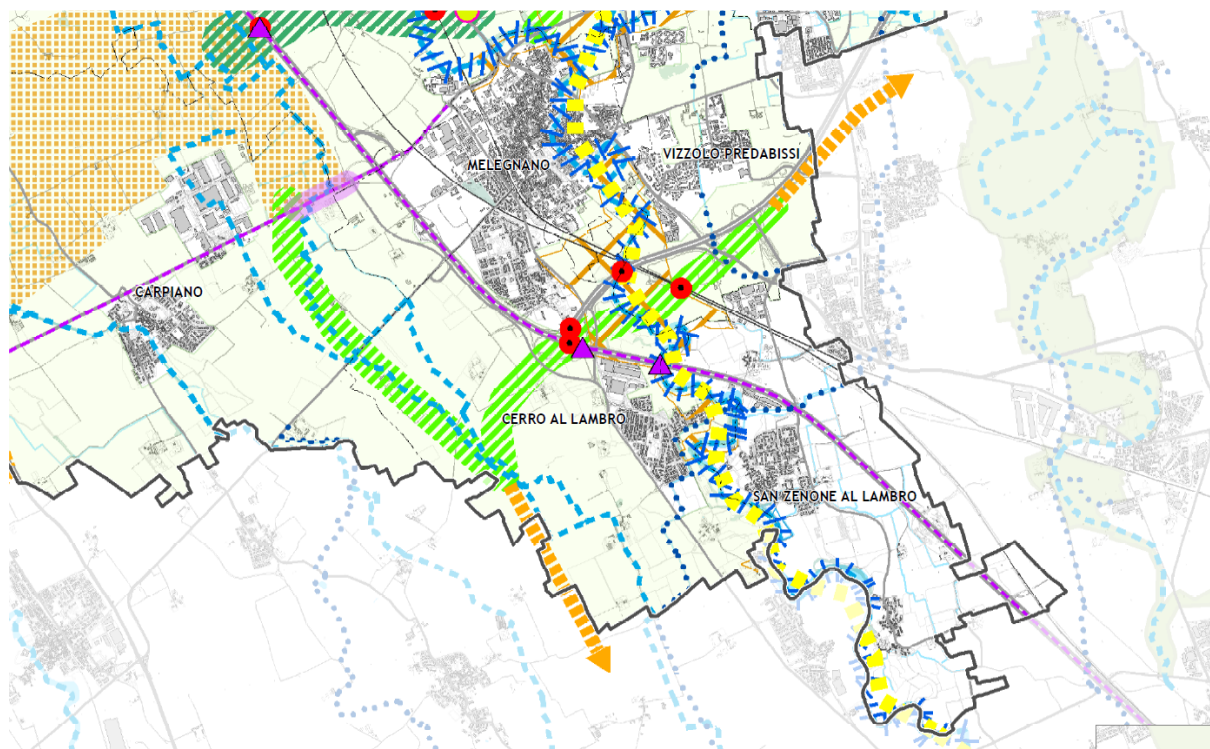 MELEGNANO
VIZZOLO PREDABISSI
CARPIANO
CERRO AL LAMBRO
SAN ZENONE AL LAMBRO